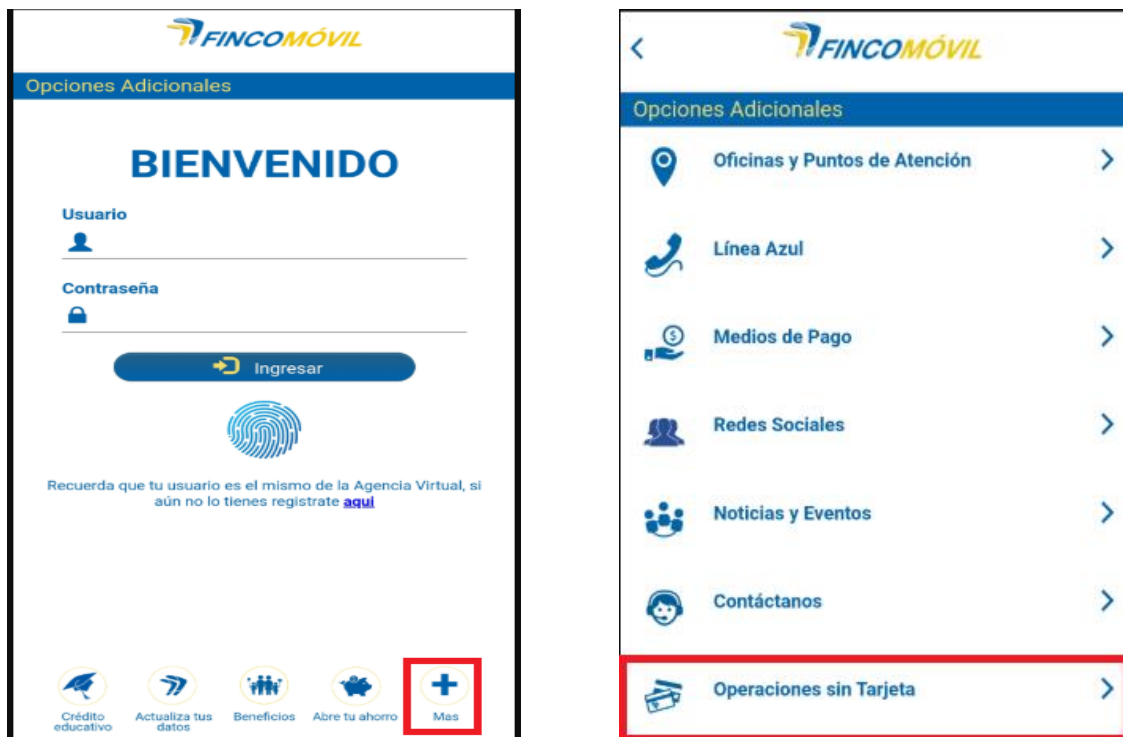 FINCOMÓVIL
Opciones Adicionales
BIENVENIDO
Usuario
Contraseña
Ingresar
Recuerda que tu usuario es el mismo de la Agencia Virtual, si
aún no lo tienes registrate aqui
Crédito educativo
Actualiza tus datos
Beneficios
Abre tu ahorro
Mas
FINCOMÓVIL
Opciones Adicionales
Oficinas y Puntos de Atención
Línea Azul
Medios de Pago
Redes Sociales
Noticias y Eventos
Contáctanos
Operaciones sin Tarjeta